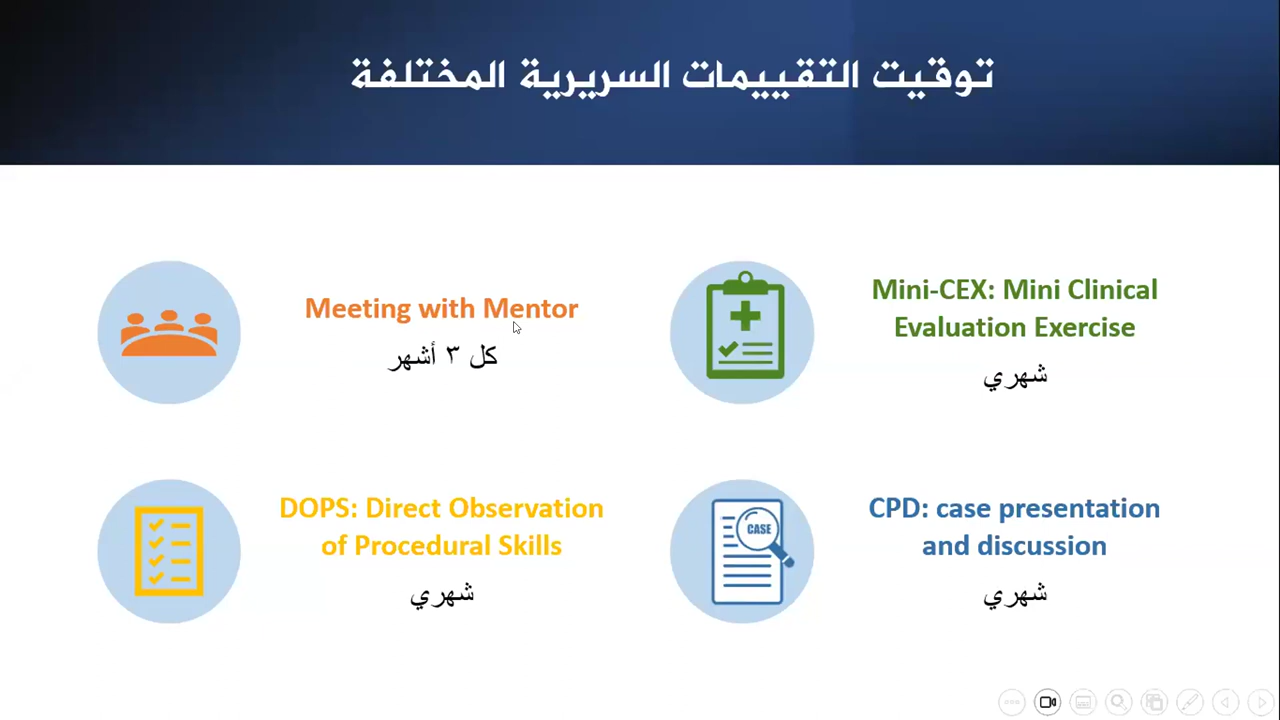 توقيت التقييمات السريرية المختلفة
Mini-CEX: Mini Clinical
Evaluation Exercise
شهري
Meeting with Mentor
كل ٣ أشهر
CPD: case presentation
and discussion
شهري
CASE
DOPS: Direct Observation
of Procedural Skills
شهري